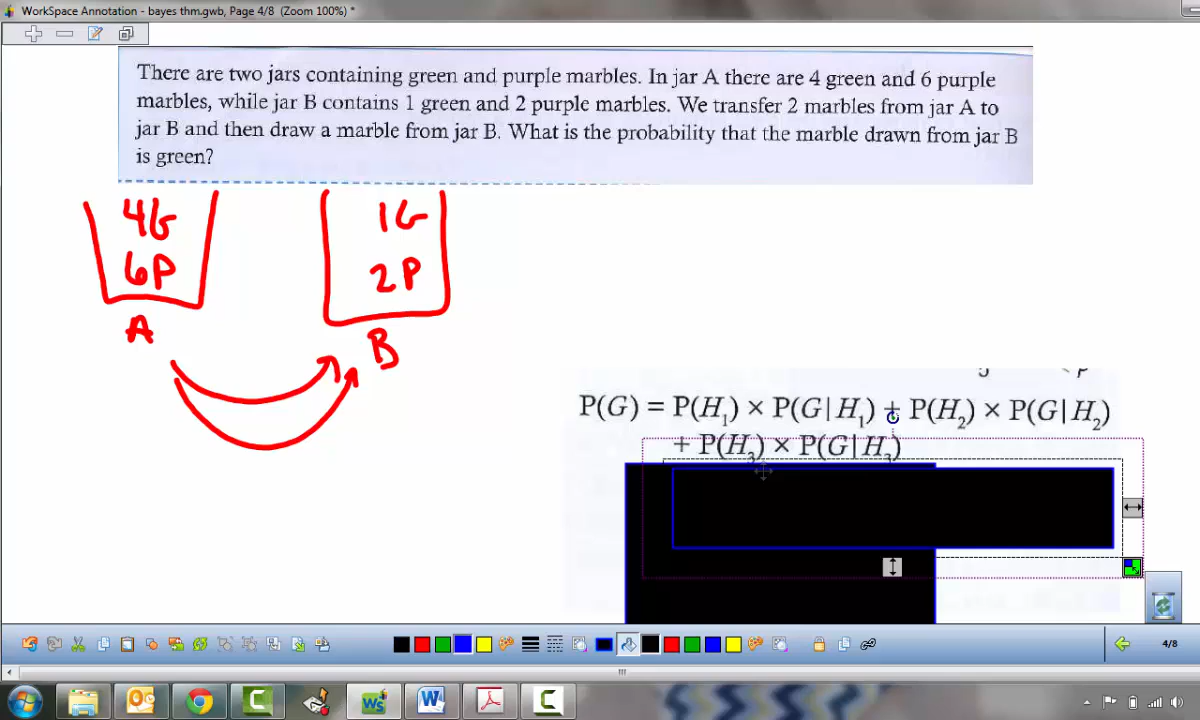 WorkSpace Annotation - bayes thm.gwb, Page 4/8 (Zoom 100%) *
There are two jars containing green and purple marbles. In jar A there are 4 green and 6 purple
marbles, while jar B contains 1 green and 2 purple marbles. We transfer 2 marbles from jar A to
jar B and then draw a marble from jar B. What is the probability that the marble drawn from jar B
is green?
4G
6P
A
1G
2P
B
P(G) = P(H₁) × P(G|H₁) + P(H₂) × P(G|H₂)
+ P(H₃) × P(G|H₃)
4/8